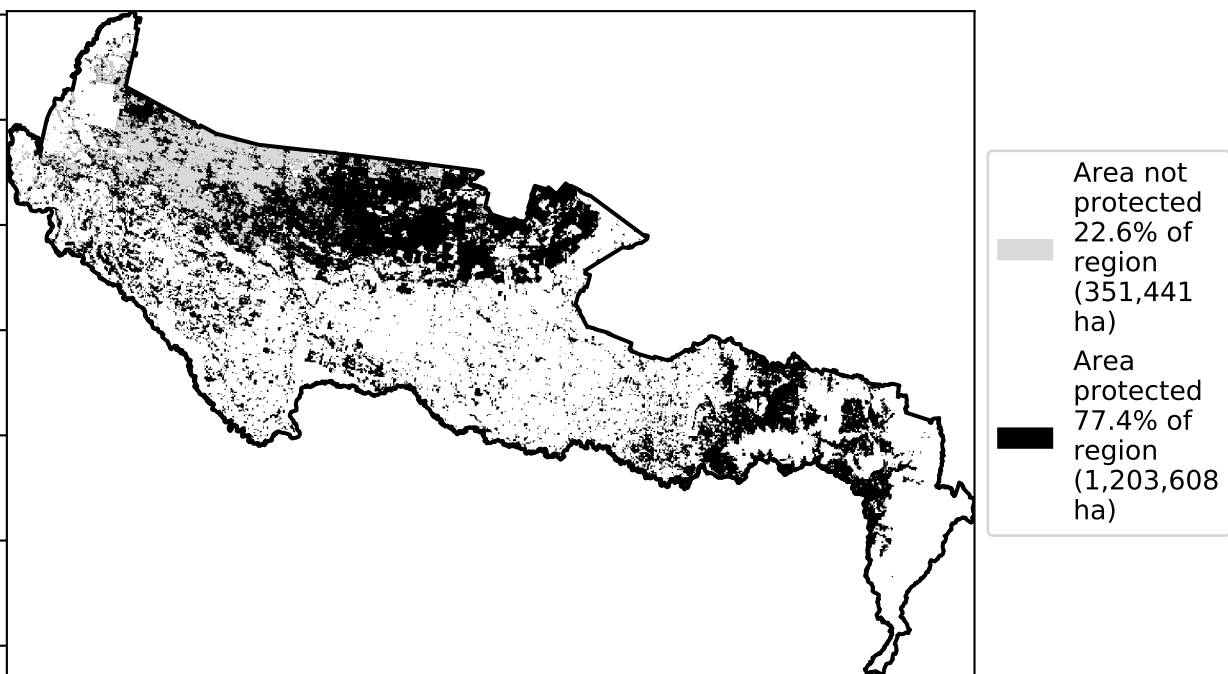 Area not
protected
22.6% of
region
(351,441
ha)
Area
protected
77.4% of
region
(1,203,608
ha)